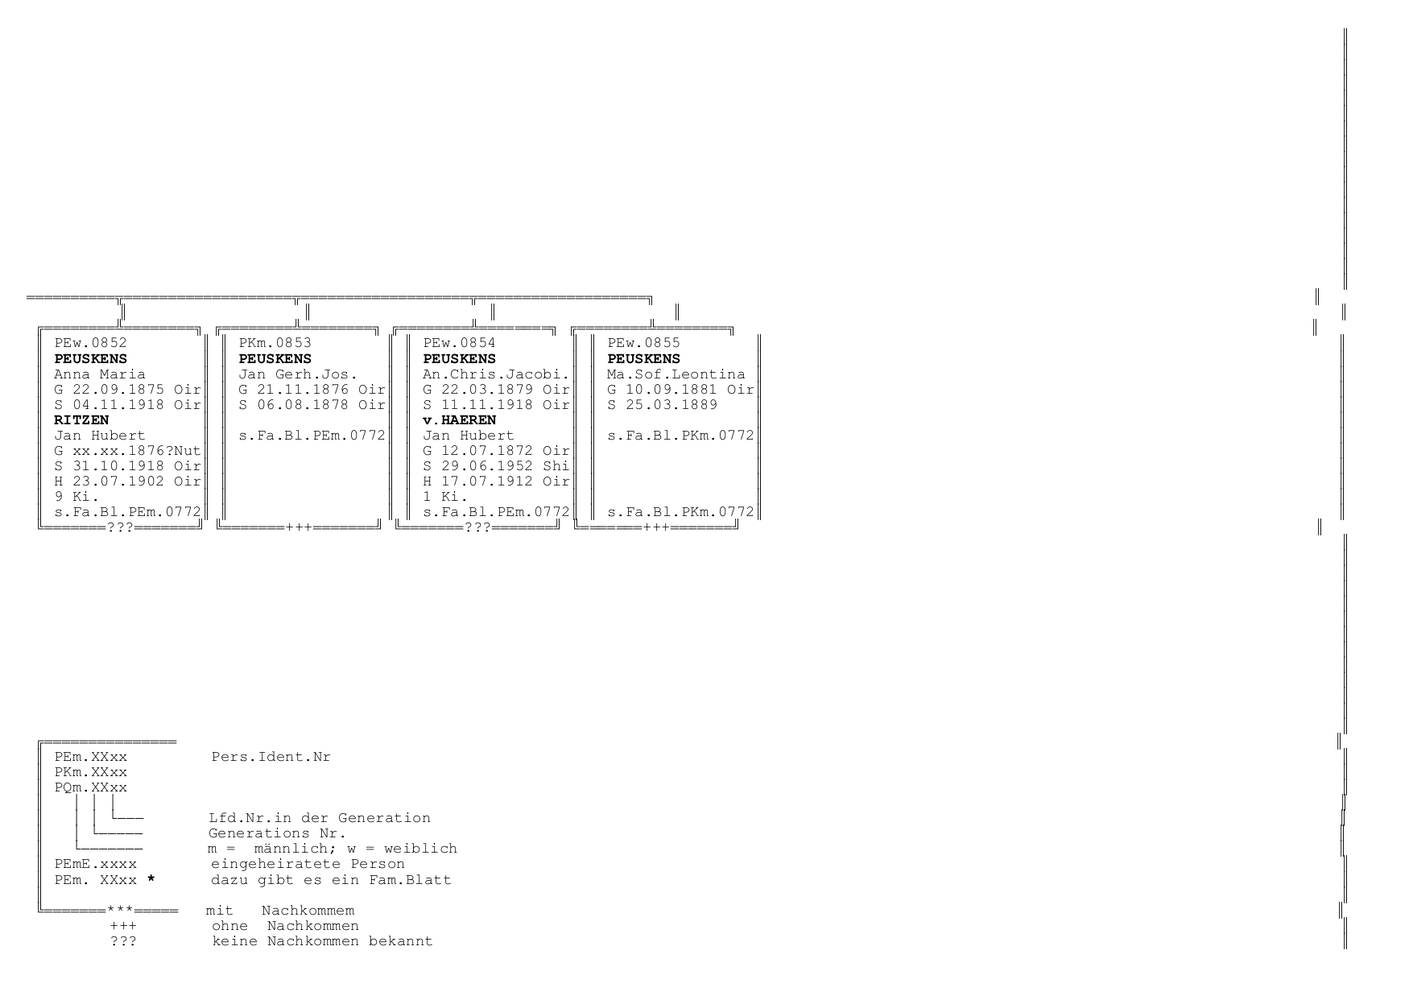 PEw.0852
PEUSKENS
Anna Maria
G 22.09.1875 Oir
S 04.11.1918 Oir
RITZEN
Jan Hubert
G xx.xx.1876?Nut
S 31.10.1918 Oir
H 23.07.1902 Oir
9 Ki.
s.Fa.Bl.PEm.0772
???
PKm.0853
PEUSKENS
Jan Gerh.Jos.
G 21.11.1876 Oir
S 06.08.1878 Oir
s.Fa.Bl.PEm.0772
+++
PEw.0854
PEUSKENS
An.Chris.Jacobi.
G 22.03.1879 Oir
S 11.11.1918 Oir
v.HAEREN
Jan Hubert
G 12.07.1872 Oir
S 29.06.1952 Shi
H 17.07.1912 Oir
1 Ki.
s.Fa.Bl.PEm.0772
???
PEw.0855
PEUSKENS
Ma.Sof.Leontina
G 10.09.1881 Oir
S 25.03.1889
s.Fa.Bl.PKm.0772
s.Fa.Bl.PKm.0772
+++
PEm.XXxx Pers.Ident.Nr
PKm.XXxx
PQm.XXxx
Lfd.Nr.in der Generation
Generations Nr.
m = männlich; w = weiblich
PEmE.xxxx eingeheiratete Person
PEm. XXxx * dazu gibt es ein Fam.Blatt
*** mit Nachkommem
+++ ohne Nachkommen
??? keine Nachkommen bekannt